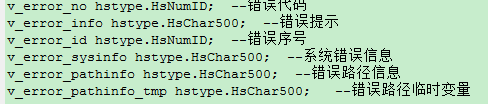 v_error_no hstype.HsNumID;  --错误代码
v_error_info hstype.HsChar500;  --错误提示
v_error_id hstype.HsNumID;  --错误序号
v_error_sysinfo hstype.HsChar500;  --系统错误信息
v_error_pathinfo hstype.HsChar500;  --错误路径信息
v_error_pathinfo_tmp hstype.HsChar500;  --错误路径临时变量